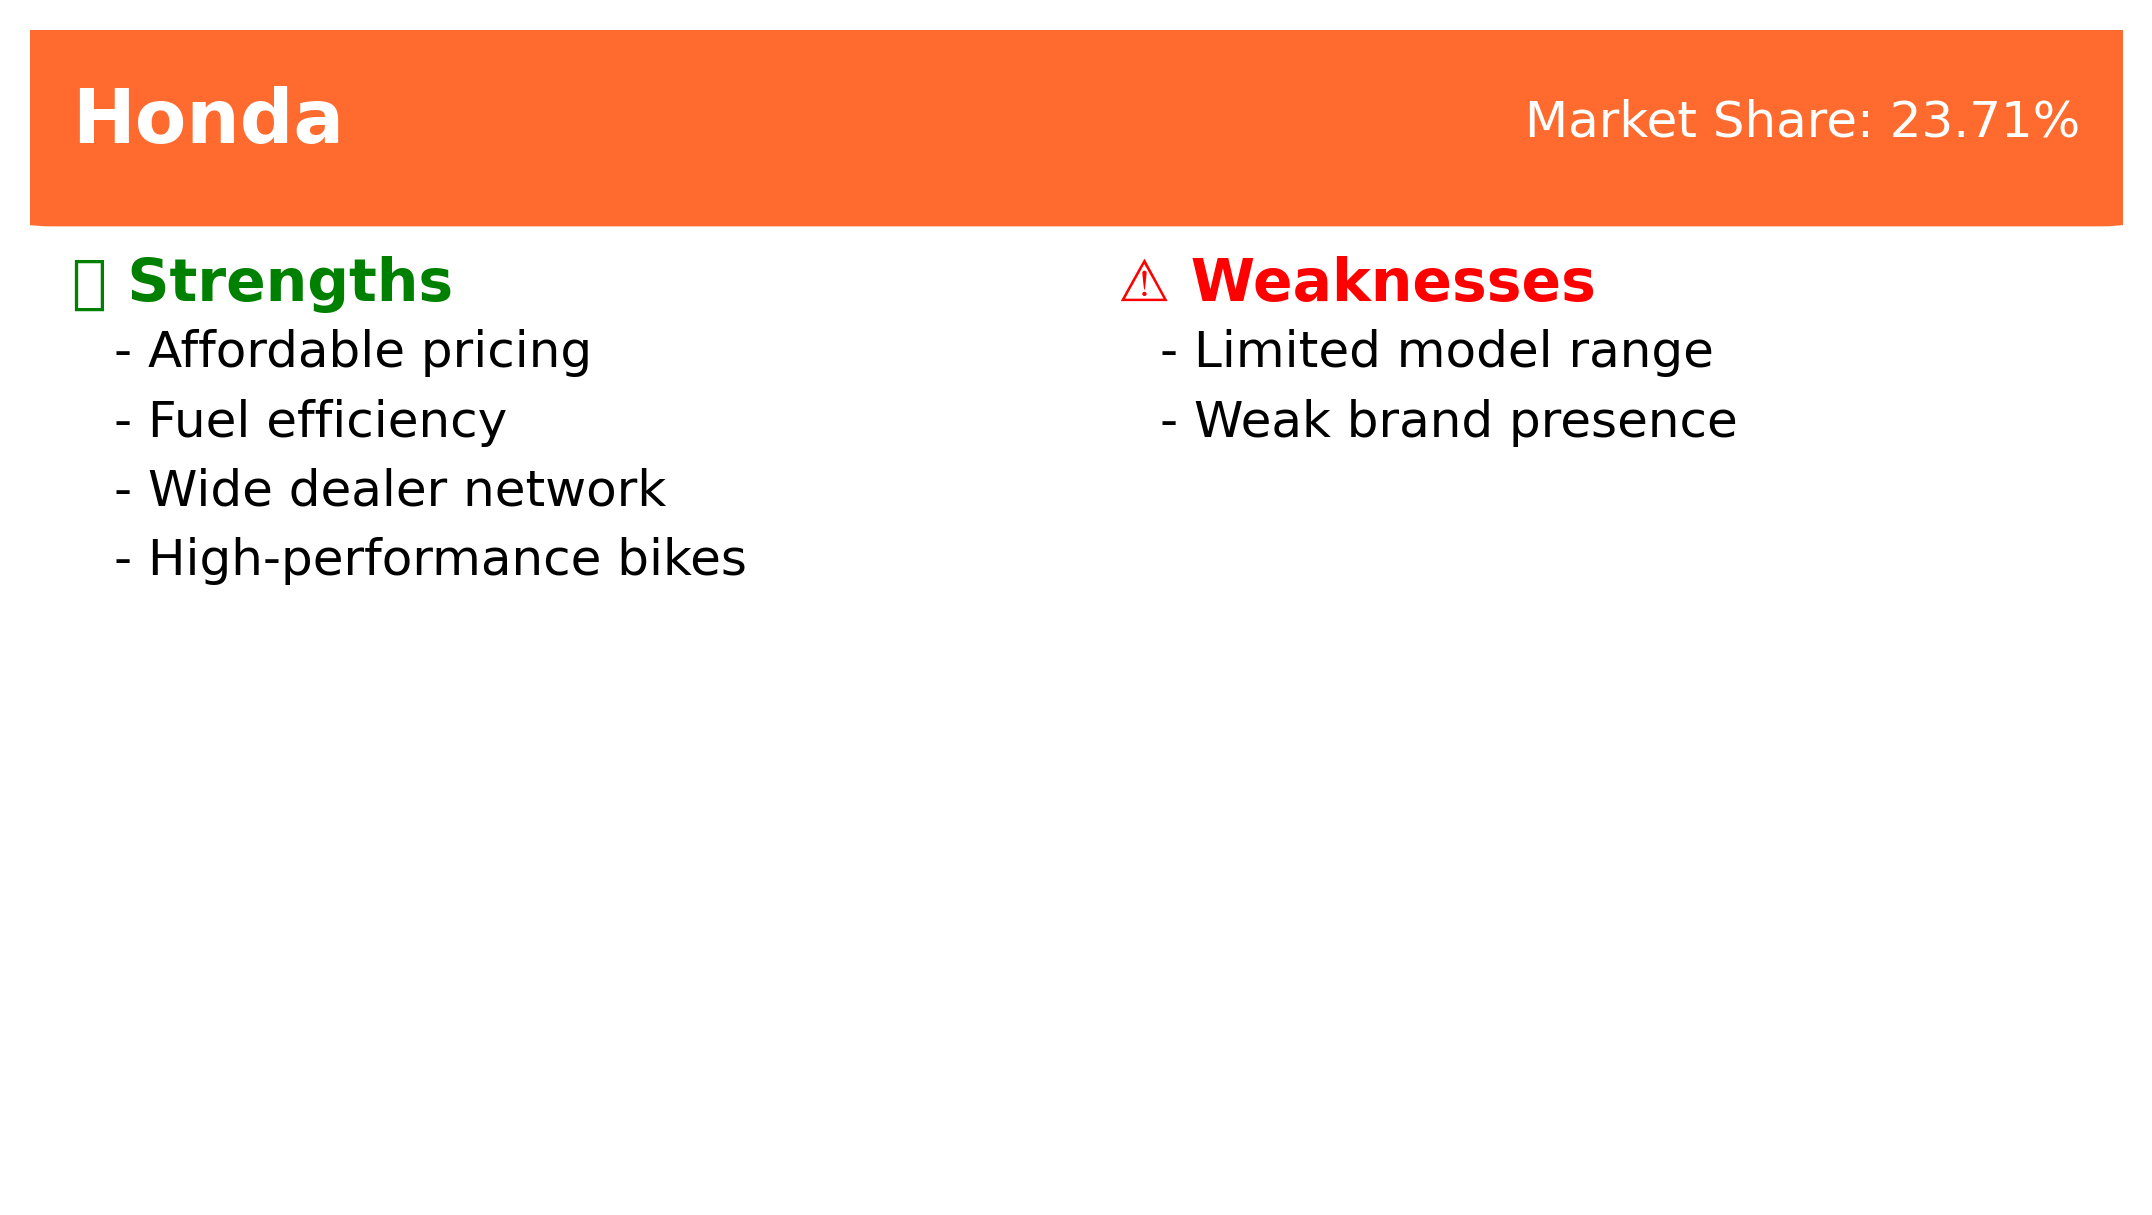 Honda
Market Share: 23.71%
Strengths
- Affordable pricing
- Fuel efficiency
- Wide dealer network
- High-performance bikes
⚠ Weaknesses
- Limited model range
- Weak brand presence